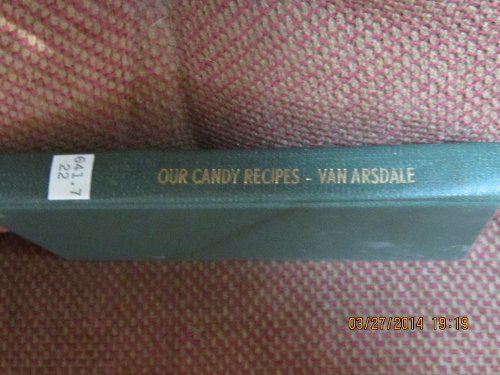 641.7
22
OUR CANDY RECIPES - VAN ARSDALE
03/27/2014 19:19